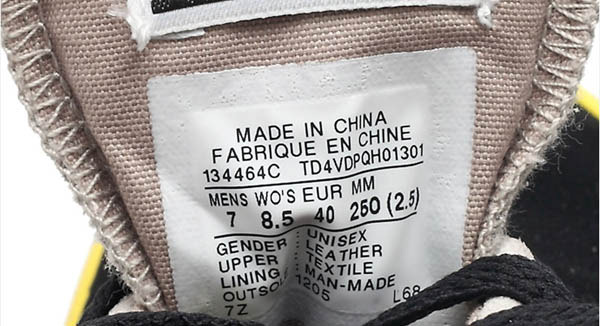 MADE IN CHINA
FABRIQUE EN CHINE
134464C TD4VDPQH01301
MENS WO'S EUR MM
7 8.5 40 250 (2.5)
GENDER : UNISEX
UPPER : LEATHER
LINING : TEXTILE
OUTSOLE MAN-MADE
7Z 1205 L68